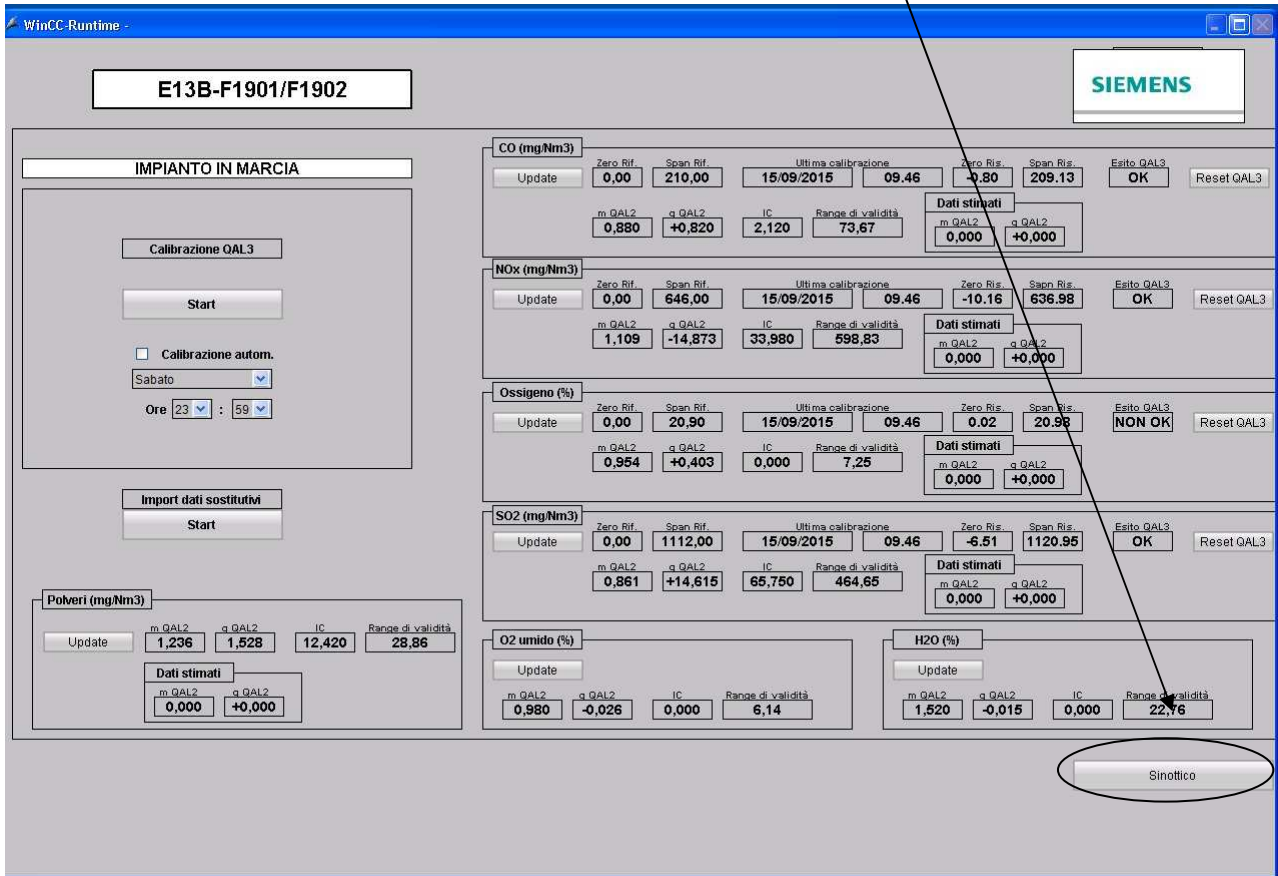 WinCC-Runtime -
E13B-F1901/F1902
SIEMENS
IMPIANTO IN MARCIA
Calibrazione QAL3
Start
Calibrazione autom.
Sabato
Ore 23 : 59
Import dati sostitutivi
Start
Polveri (mg/Nm3)
m QAL2 q QAL2 IC Range di validità
Update 1,236 1,528 12,420 28,86
Dati stimati
m QAL2 q QAL2
0,000 +0,000
CO (mg/Nm3)
Zero Rif. Span Rif. Ultima calibrazione Zero Ris. Span Ris. Esito QAL3
Update 0,00 210,00 15/09/2015 09.46 -0.80 209.13 OK Reset QAL3
m QAL2 q QAL2 IC Range di validità
0,880 +0,820 2,120 73,67
Dati stimati
m QAL2 q QAL2
0,000 +0,000
NOx (mg/Nm3)
Zero Rif. Span Rif. Ultima calibrazione Zero Ris. Sapn Ris. Esito QAL3
Update 0,00 646,00 15/09/2015 09.46 -10.16 636.98 OK Reset QAL3
m QAL2 q QAL2 IC Range di validità
1,109 -14,873 33,980 598,83
Dati stimati
m QAL2 q QAL2
0,000 +0,000
Ossigeno (%)
Zero Rif. Span Rif. Ultima calibrazione Zero Ris. Span Ris. Esito QAL3
Update 0,00 20,90 15/09/2015 09.46 0.02 20.98 NON OK Reset QAL3
m QAL2 q QAL2 IC Range di validità
0,954 +0,403 0,000 7,25
Dati stimati
m QAL2 q QAL2
0,000 +0,000
SO2 (mg/Nm3)
Zero Rif. Span Rif. Ultima calibrazione Zero Ris. Span Ris. Esito QAL3
Update 0,00 1112,00 15/09/2015 09.46 -6.51 1120.95 OK Reset QAL3
m QAL2 q QAL2 IC Range di validità
0,861 +14,615 65,750 464,65
Dati stimati
m QAL2 q QAL2
0,000 +0,000
O2 umido (%)
Update
m QAL2 q QAL2 IC Range di validità
0,980 -0,026 0,000 6,14
H2O (%)
Update
m QAL2 q QAL2 IC Range di validità
1,520 -0,015 0,000 22,76
Sinottico